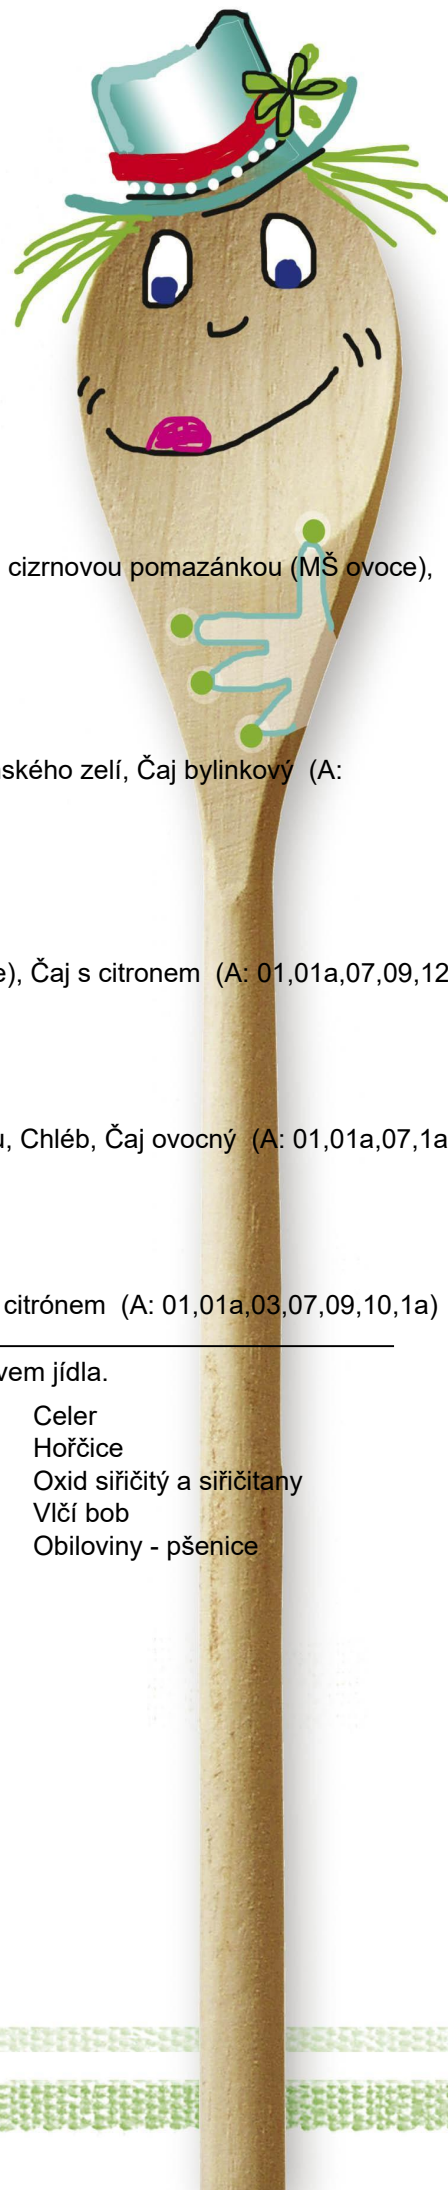 cizrnovou pomazánkou (MŠ ovoce),
ského zelí, Čaj bylinkový (A:
), Čaj s citronem (A: 01,01a,07,09,12
, Chléb, Čaj ovocný (A: 01,01a,07,1a
citrónem (A: 01,01a,03,07,09,10,1a)
vem jídla.
Celer
Hořčice
Oxid siřičitý a siřičitany
Vlčí bob
Obiloviny - pšenice